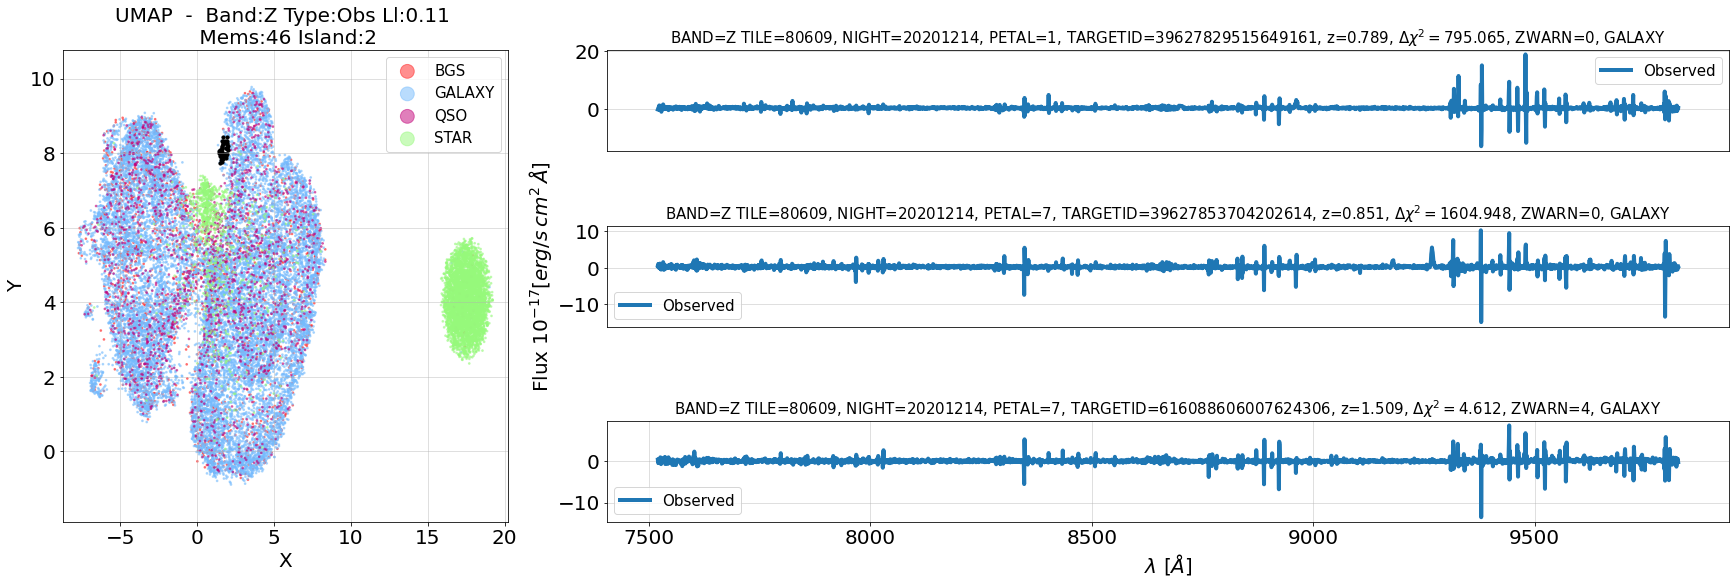 UMAP - Band:Z Type:Obs Ll:0.11
Mems:46 Island:2
BGS
GALAXY
QSO
STAR
10
8
6
4
2
0
Y
−5
0
5
10
15
20
X
Flux 10⁻¹⁷[erg/s cm² Å]
BAND=Z TILE=80609, NIGHT=20201214, PETAL=1, TARGETID=39627829515649161, z=0.789, Δχ² = 795.065, ZWARN=0, GALAXY
20
0
Observed
BAND=Z TILE=80609, NIGHT=20201214, PETAL=7, TARGETID=39627853704202614, z=0.851, Δχ² = 1604.948, ZWARN=0, GALAXY
10
0
−10
Observed
BAND=Z TILE=80609, NIGHT=20201214, PETAL=7, TARGETID=616088606007624306, z=1.509, Δχ² = 4.612, ZWARN=4, GALAXY
0
−10
Observed
7500
8000
8500
9000
9500
λ [Å]